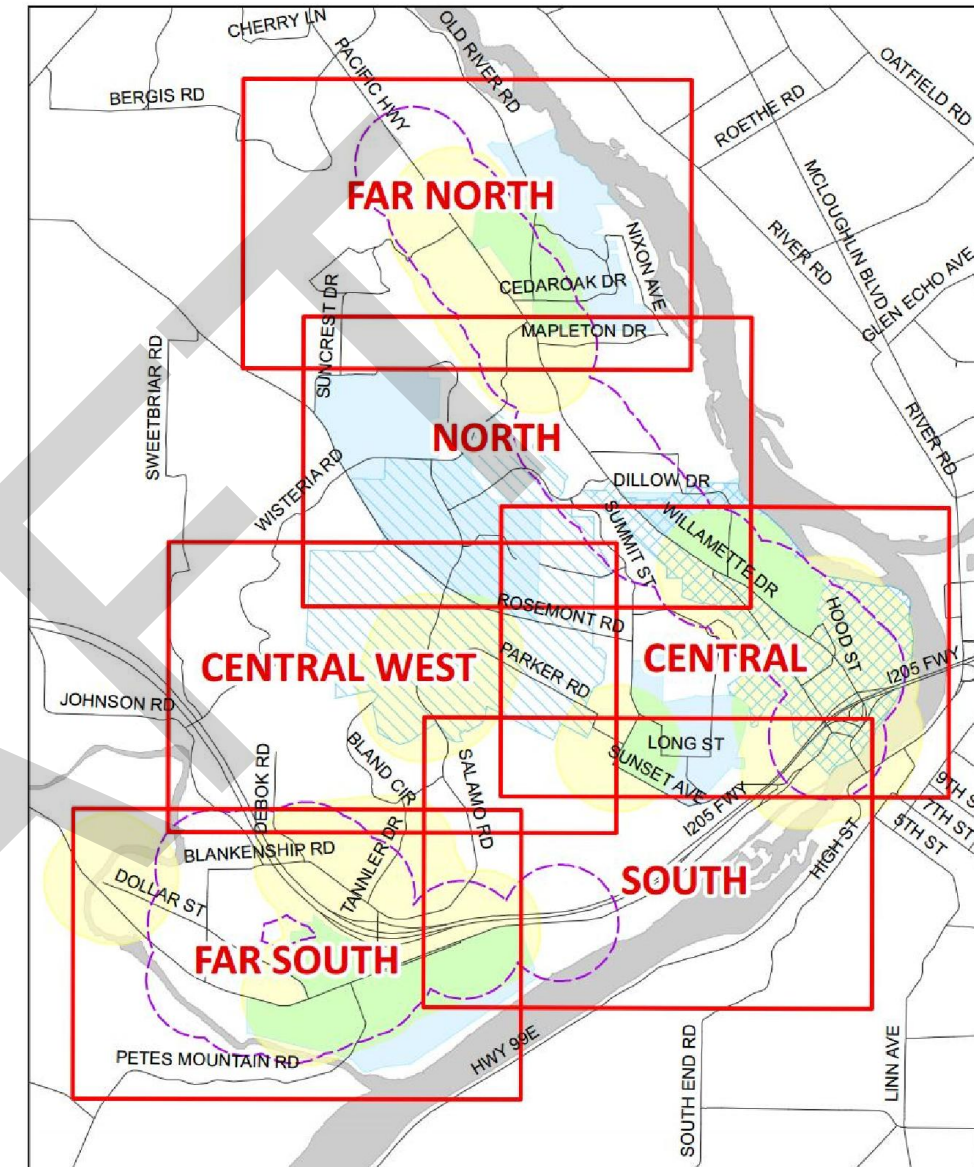 CHERRY LN
PACIFIC HWY
OLD RIVER RD
OATFIELD RD
BERGIS RD
ROETHE RD
MCLOUGHLIN BLVD
FAR NORTH
NIXON AVE
RIVER RD
GLEN ECHO AVE
CEDAROAK DR
SUNCREST DR
MAPLETON DR
SWEETBRIAR RD
RIVER RD
NORTH
WISTERIA RD
DILLOW DR
SUMMIT ST
WILLAMETTE DR
ROSEMONT RD
HOOD ST
CENTRAL WEST
PARKER RD
CENTRAL
I205 FWY
JOHNSON RD
LONG ST
DEBOK RD
BLAND CIR
SALAMO RD
SUNSET AVE
I205 FWY
9TH S
7TH ST
5TH ST
HIGH ST
BLANKENSHIP RD
TANNLER DR
DOLLAR ST
SOUTH
FAR SOUTH
PETES MOUNTAIN RD
HWY 99E
SOUTH END RD
LINN AVE